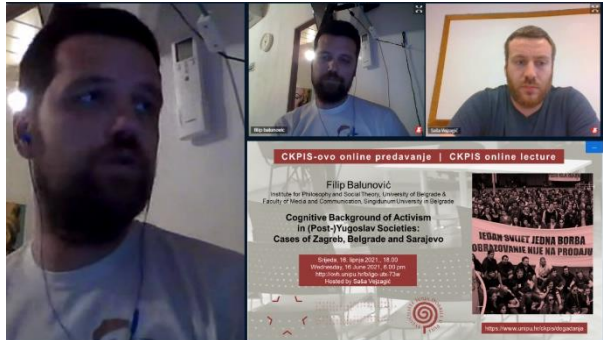 filip balunovic
Saša Vejzagić
CKPIS-ovo online predavanje | CKPIS online lecture
Filip Balunović
Institute for Philosophy and Social Theory, University of Belgrade &
Faculty of Media and Communication, Singidunum University in Belgrade
Cognitive Background of Activism
in (Post-)Yugoslav Societies:
Cases of Zagreb, Belgrade and Sarajevo
Srijeda, 16. lipnja 2021., 18.00
Wednesday, 16 June 2021, 6.00 pm
Hosted by Saša Vejzagić
JEDAN SVIJET JEDNA BORBA
OBRAZOVANJE NIJE NA PRODAJU
https://www.unipu.hr/ckpis/dogadanja